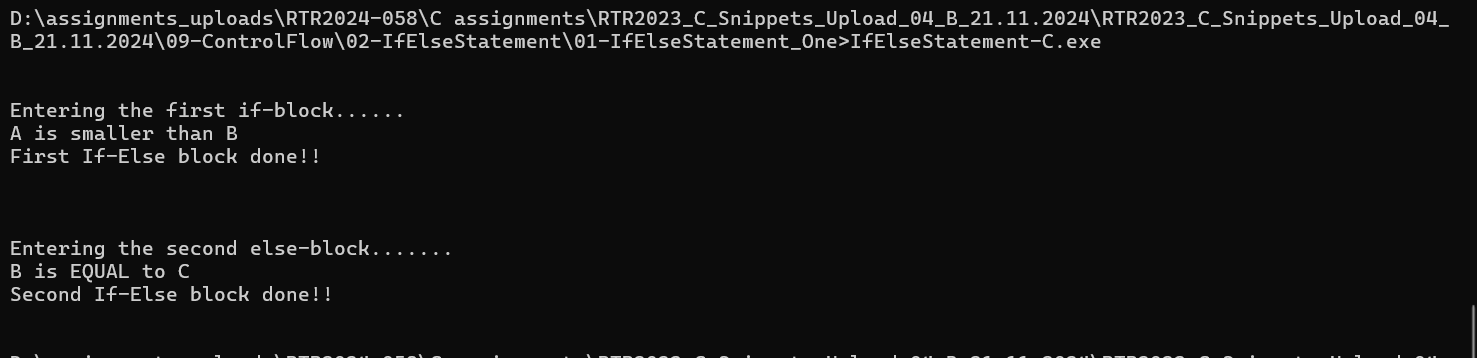 D:\assignments_uploads\RTR2024-058\C assignments\RTR2023_C_Snippets_Upload_04_B_21.11.2024\RTR2023_C_Snippets_Upload_04_
B_21.11.2024\09-ControlFlow\02-IfElseStatement\01-IfElseStatement_One>IfElseStatement-C.exe
Entering the first if-block......
A is smaller than B
First If-Else block done!!
Entering the second else-block.......
B is EQUAL to C
Second If-Else block done!!